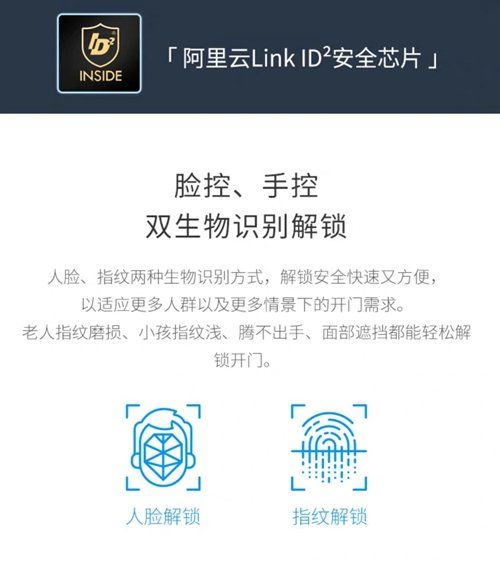 ID²
INSIDE
「 阿里云Link ID²安全芯片 」
脸控、手控
双生物识别解锁
人脸、指纹两种生物识别方式，解锁安全快速又方便，
以适应更多人群以及更多情景下的开门需求。
老人指纹磨损、小孩指纹浅、腾不出手、面部遮挡都能轻松解
锁开门。
人脸解锁
指纹解锁